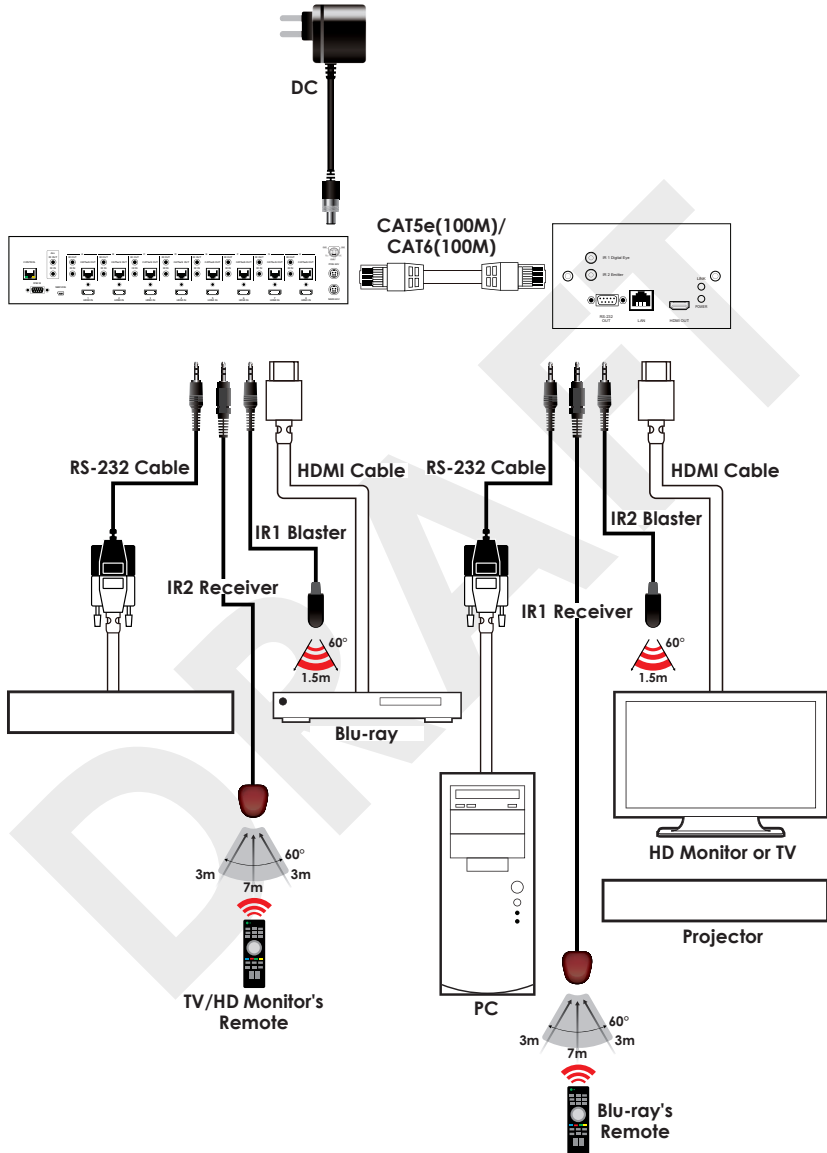 DC
CAT5e(100M)/
CAT6(100M)
IR 1 Digital Eye
IR 2 Emitter
LINK
POWER
RS-232
OUT
LAN
HDMI OUT
RS-232 Cable
HDMI Cable
IR1 Blaster
IR2 Receiver
60°
1.5m
Blu-ray
3m
60°
3m
7m
TV/HD Monitor's
Remote
RS-232 Cable
HDMI Cable
IR2 Blaster
IR1 Receiver
60°
1.5m
HD Monitor or TV
Projector
PC
3m
60°
3m
7m
Blu-ray's
Remote
DRAFT